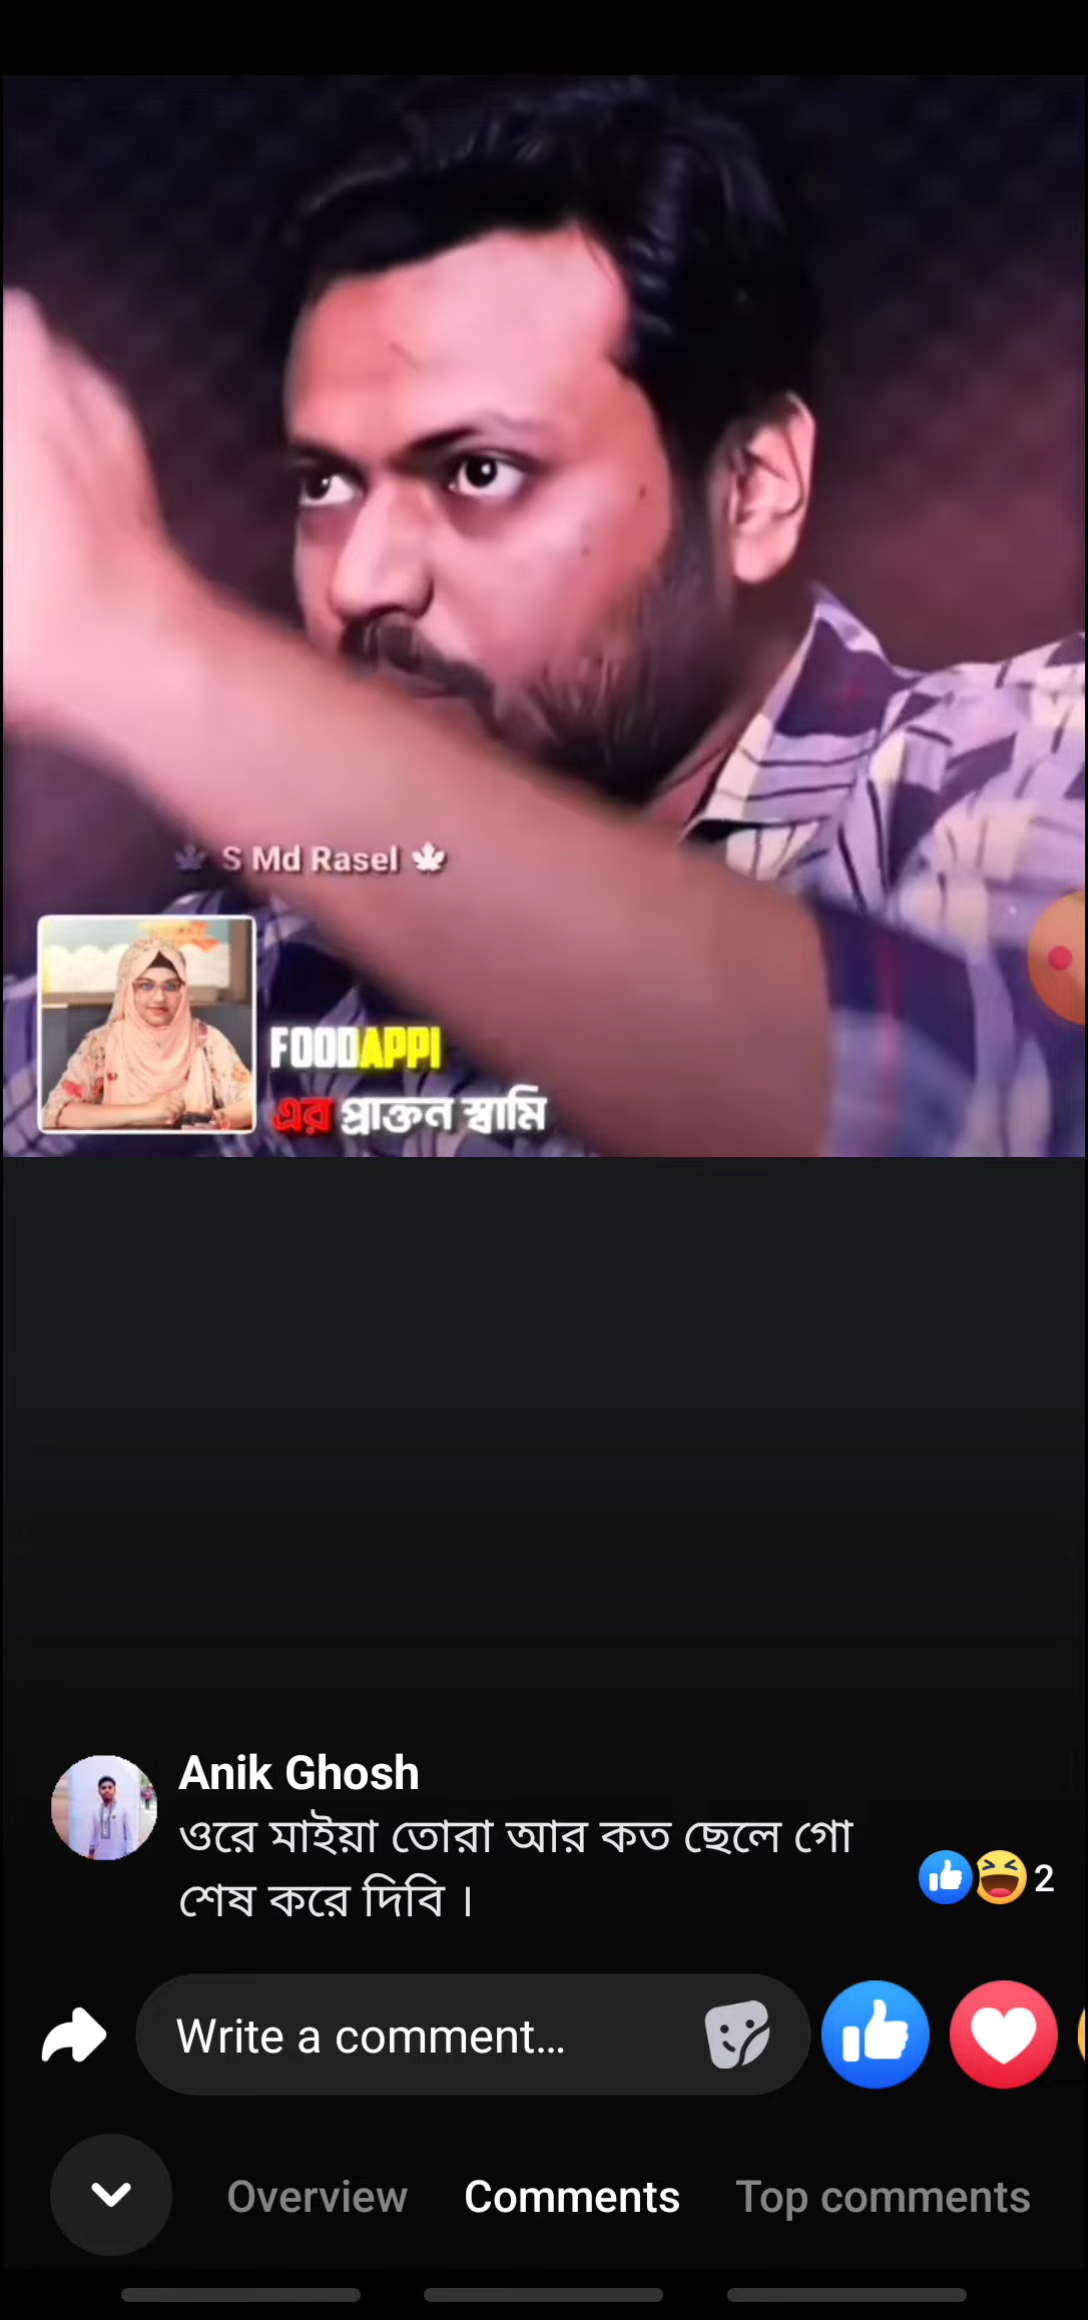 S Md Rasel
FOODAPPI
এর প্রাক্তন স্বামি
Anik Ghosh
ওরে মাইয়া তোরা আর কত ছেলে গো
শেষ করে দিবি ।
2
Write a comment...
Overview Comments Top comments